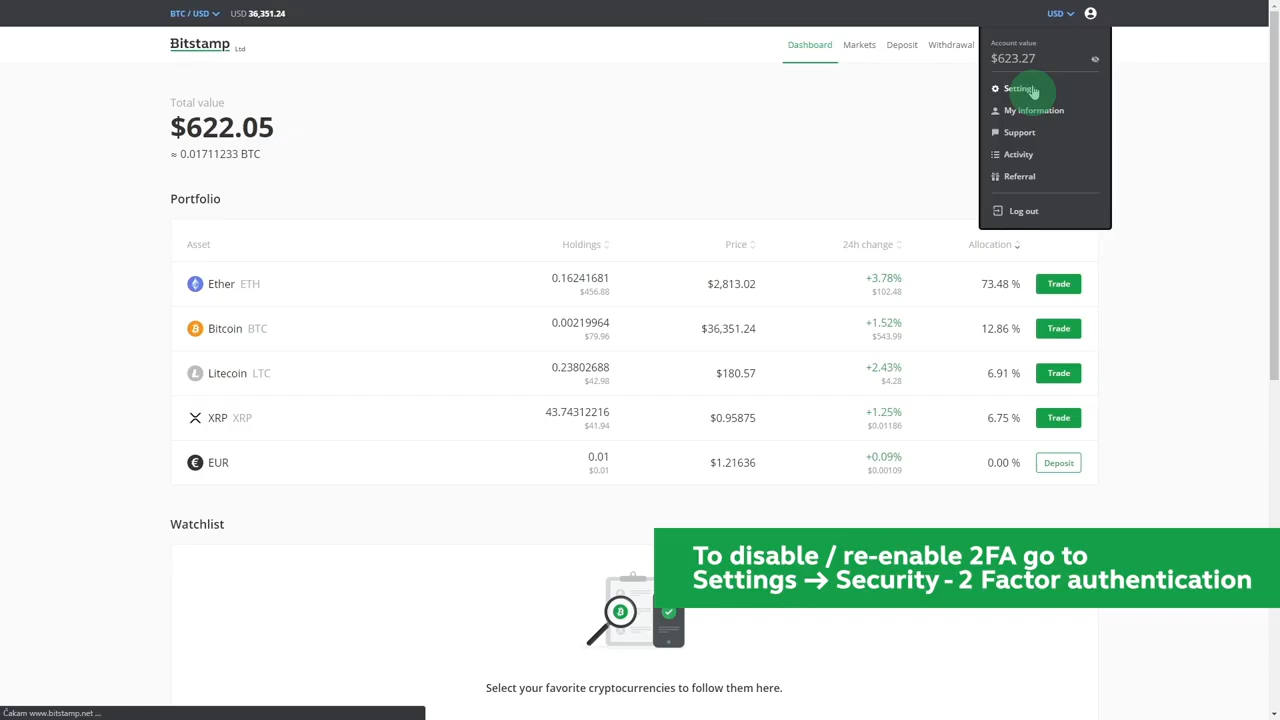 BTC / USD USD 36,351.24 USD
Bitstamp Ltd Dashboard Markets Deposit Withdrawal
Account value
$623.27
Settings
My information
Support
Activity
Referral
Log out
Total value
$622.05
≈ 0.01711233 BTC
Portfolio
Asset Holdings Price 24h change Allocation
Ether ETH 0.16241681 $2,813.02 +3.78% 73.48 % Trade
$456.88 $102.48
Bitcoin BTC 0.00219964 $36,351.24 +1.52% 12.86 % Trade
$79.96 $543.99
Litecoin LTC 0.23802688 $180.57 +2.43% 6.91 % Trade
$42.98 $4.28
XRP XRP 43.74312216 $0.95875 +1.25% 6.75 % Trade
$41.94 $0.01186
EUR 0.01 $1.21636 +0.09% 0.00 % Deposit
$0.01 $0.00109
Watchlist
To disable / re-enable 2FA go to
Settings → Security - 2 Factor authentication
Select your favorite cryptocurrencies to follow them here.
Čakam www.bitstamp.net ...